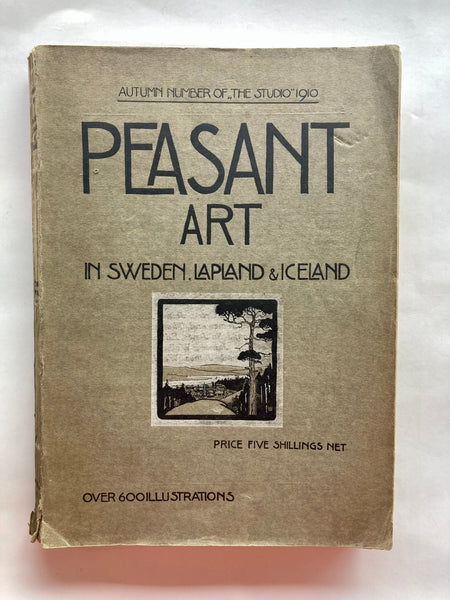 AUTUMN NUMBER OF „THE STUDIO" 1910
PEASANT
ART
IN SWEDEN, LAPLAND & ICELAND
PRICE FIVE SHILLINGS NET
OVER 600 ILLUSTRATIONS